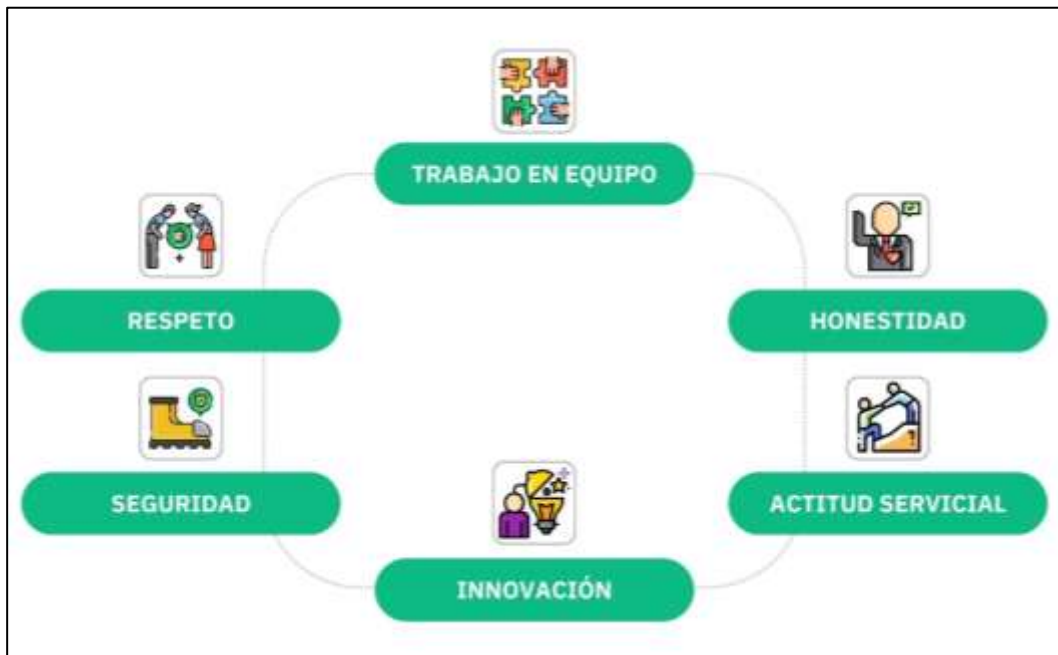 TRABAJO EN EQUIPO
RESPETO
HONESTIDAD
SEGURIDAD
ACTITUD SERVICIAL
INNOVACIÓN